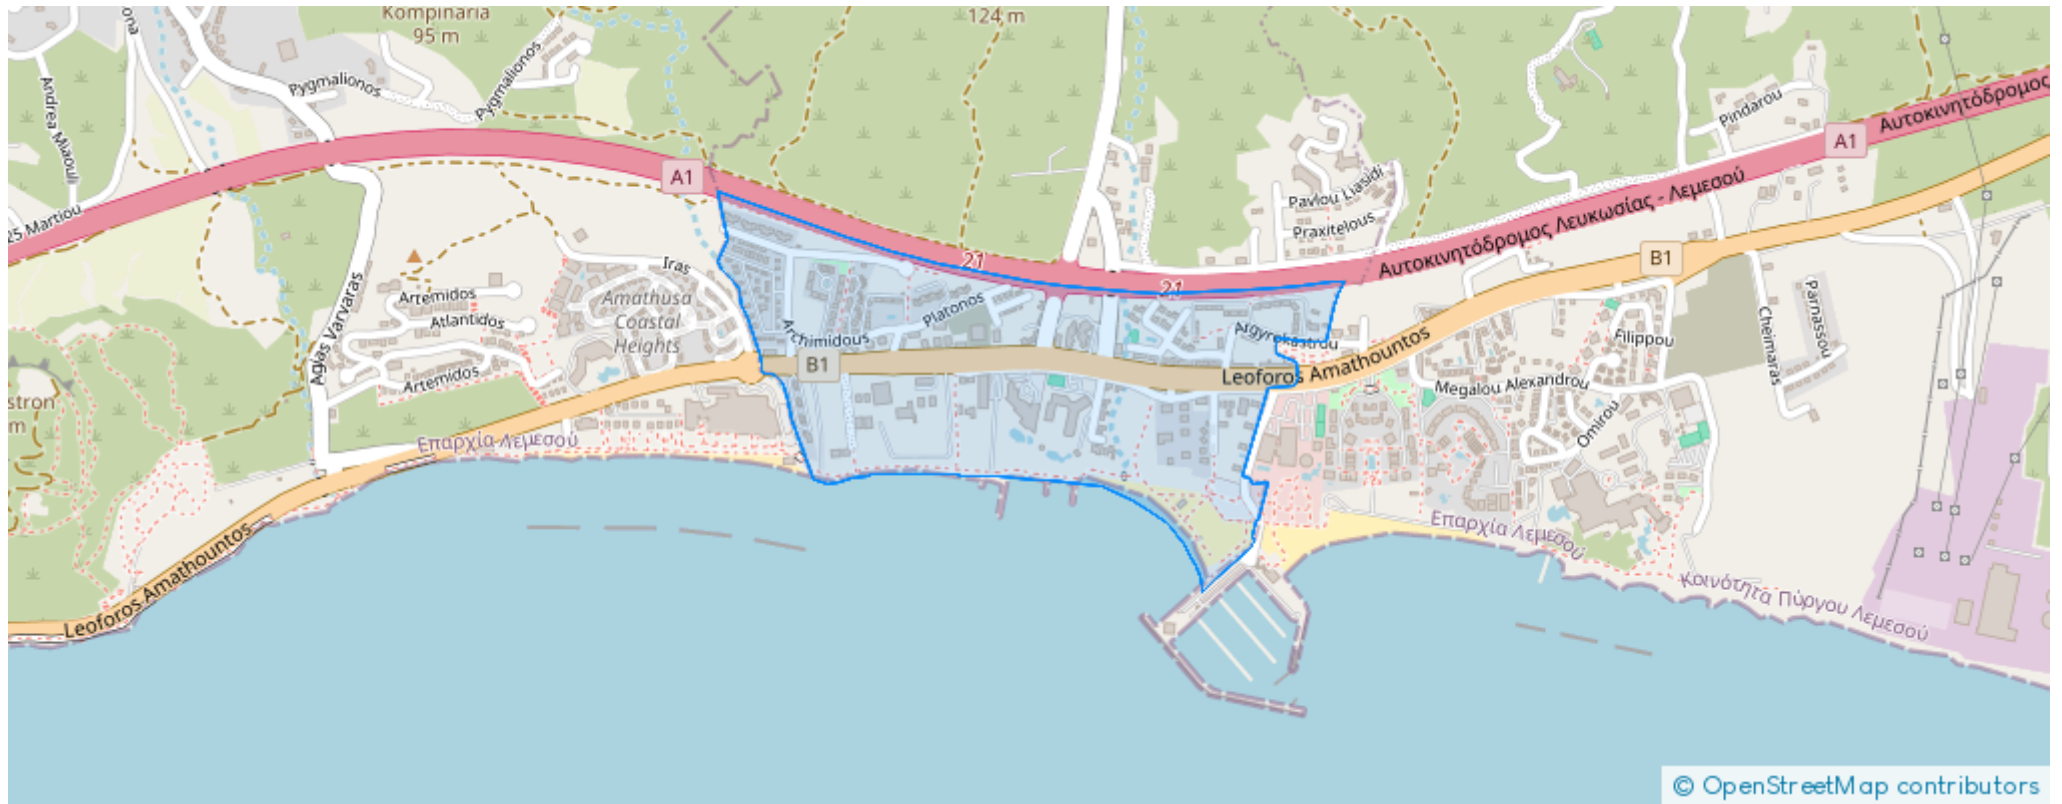 Kompinaria
95 m
124 m
Andrea Miaouli
Pygmalionos
Pygmalionos
Pindarou
A1
Αυτοκινητόδρομος
A1
25 Martiou
Pavlou Liasidi
Praxitelous
Αυτοκινητόδρομος Λευκωσίας - Λεμεσού
B1
21
21
Iras
Artemidos
Amathusa
Coastal
Heights
Atlantidos
Agias Varvaras
Artemidos
Archimidous
Platonos
Argyrokastrou
B1
Leoforos Amathountos
Filippou
Parnassou
Cheimaras
Megalou Alexandrou
Omirou
Επαρχία Λεμεσού
Επαρχία Λεμεσού
Κοινότητα Πύργου Λεμεσού
Leoforos Amathountos
© OpenStreetMap contributors